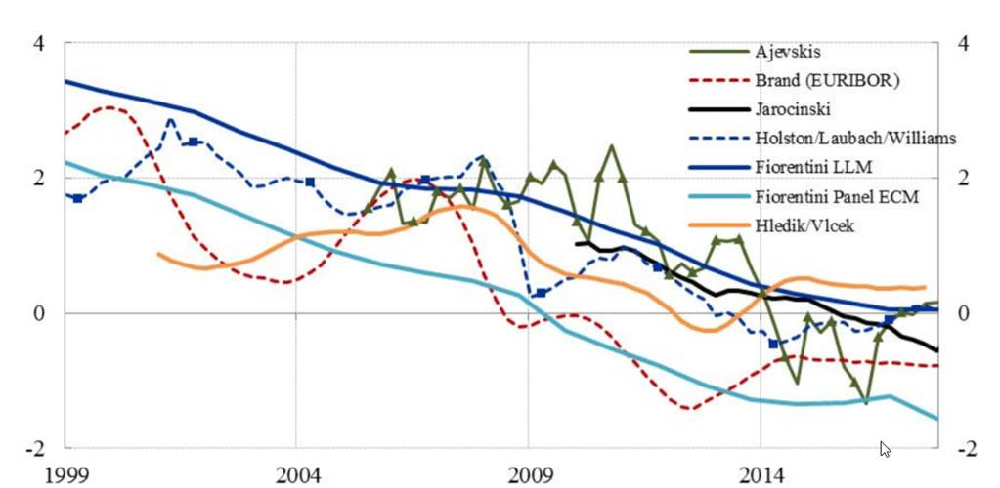 4 4
Ajevskis
Brand (EURIBOR)
Jarocinski
Holston/Laubach/Williams
2 Fiorentini LLM 2
Fiorentini Panel ECM
Hledik/Vlcek
0 0
-2 -2
1999 2004 2009 2014